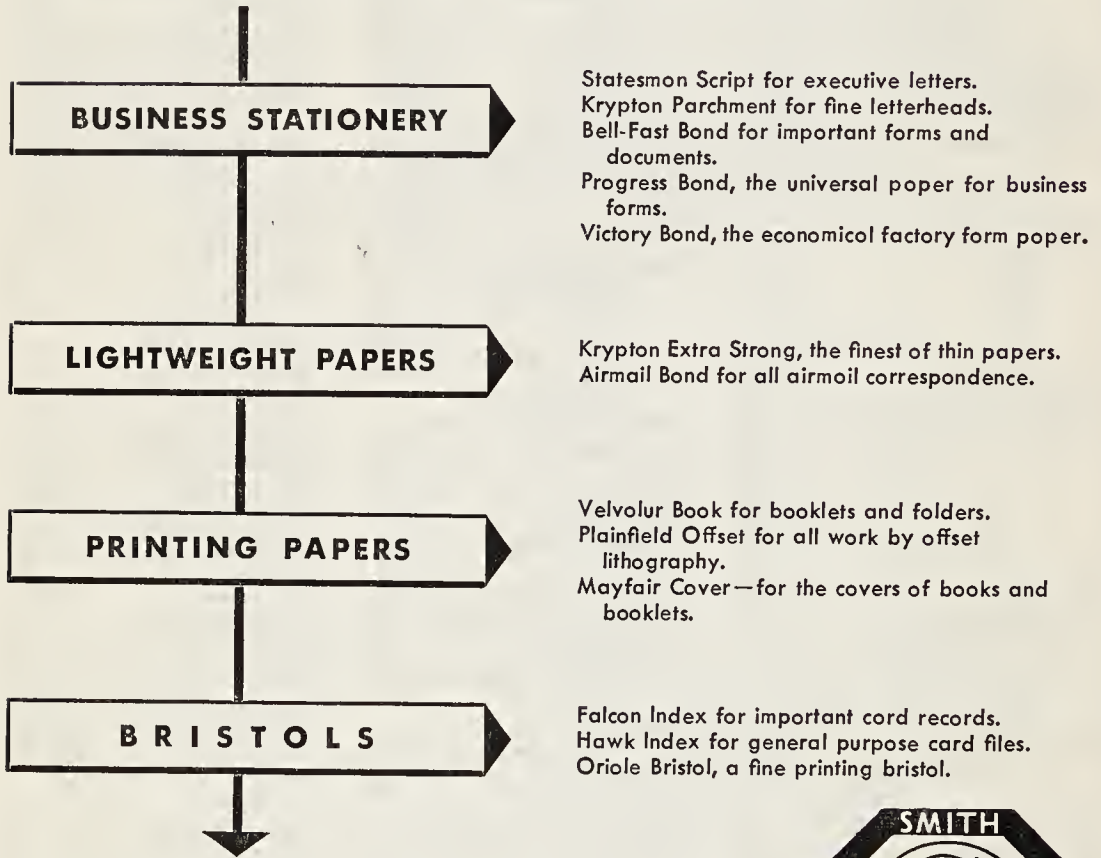 BUSINESS STATIONERY
Statesmon Script for executive letters.
Krypton Parchment for fine letterheads.
Bell-Fast Bond for important forms and
documents.
Progress Bond, the universal poper for business
forms.
Victory Bond, the economicol factory form poper.
LIGHTWEIGHT PAPERS
Krypton Extra Strong, the finest of thin papers.
Airmail Bond for all airmoil correspondence.
PRINTING PAPERS
Velvolur Book for booklets and folders.
Plainfield Offset for all work by offset
lithography.
Mayfair Cover—for the covers of books and
booklets.
BRISTOLS
Falcon Index for important cord records.
Hawk Index for general purpose card files.
Oriole Bristol, a fine printing bristol.
SMITH